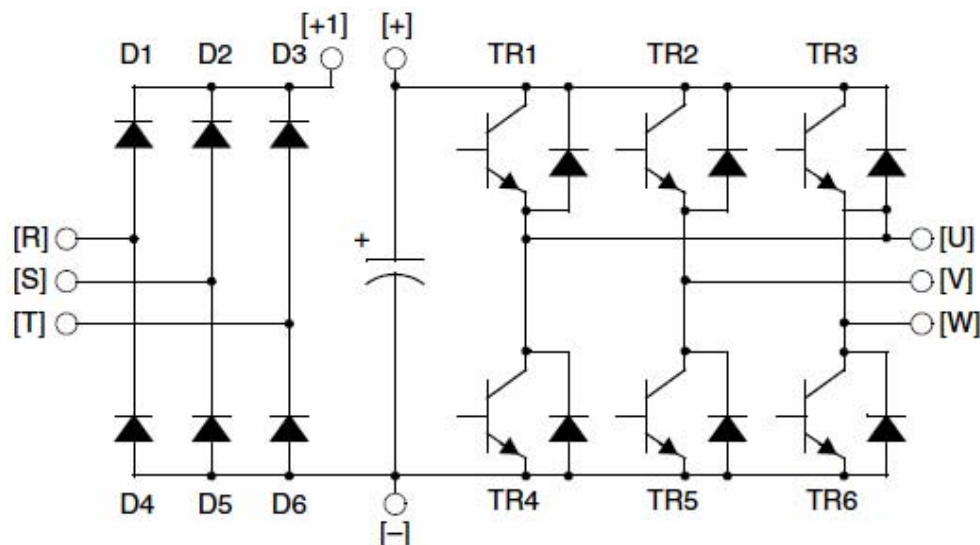 [+1] [+]
D1 D2 D3 TR1 TR2 TR3
[R] + [U]
[S] [V]
[T] [W]
D4 D5 D6 TR4 TR5 TR6
[–]